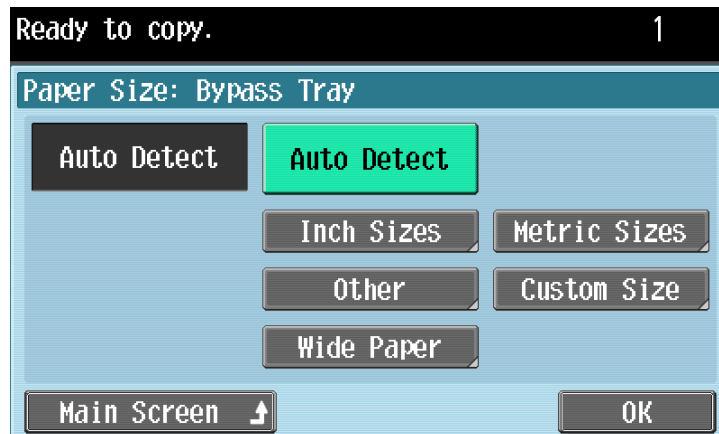 Ready to copy. 1
Paper Size: Bypass Tray
Auto Detect Auto Detect
Inch Sizes Metric Sizes
Other Custom Size
Wide Paper
Main Screen OK